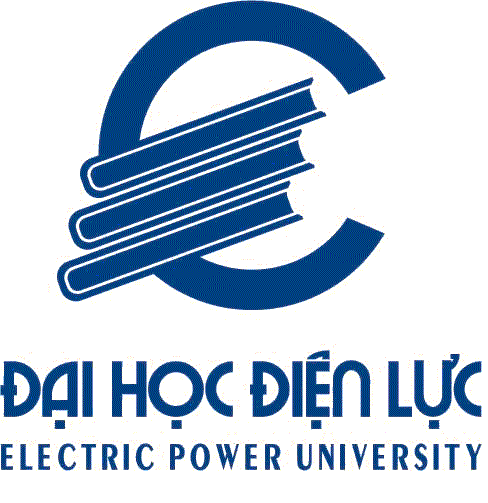 ĐẠI HỌC ĐIỆN LỰC
ELECTRIC POWER UNIVERSITY